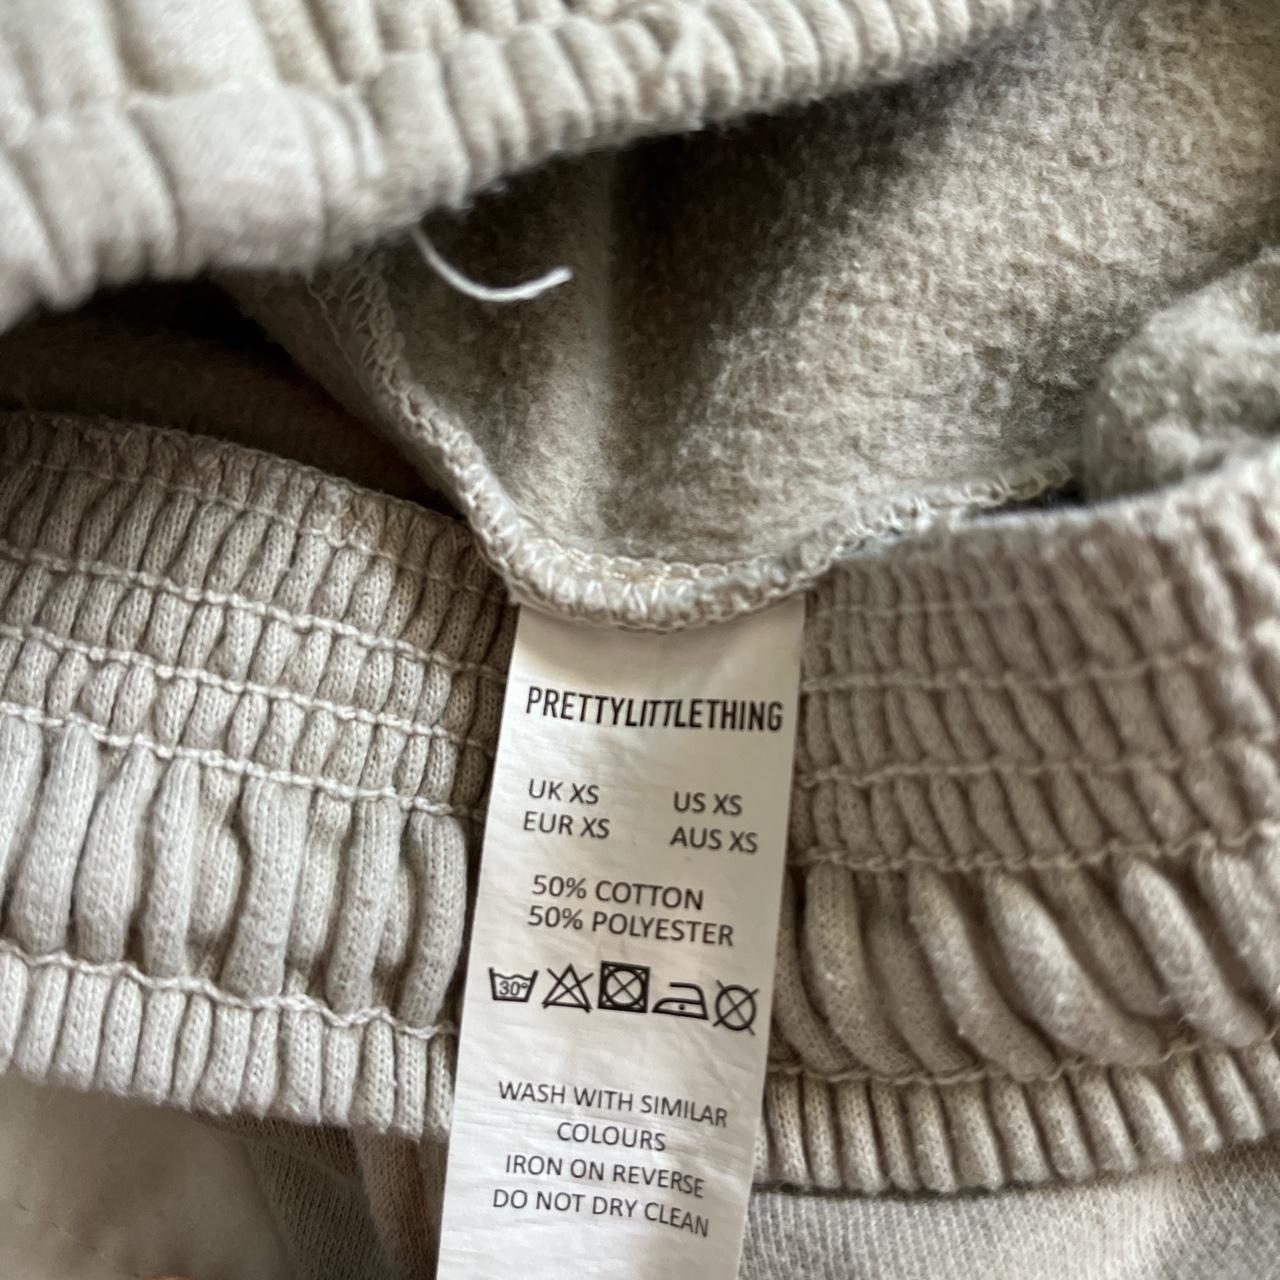 PRETTYLITTLETHING
UK XS US XS
EUR XS AUS XS
50% COTTON
50% POLYESTER
30°
WASH WITH SIMILAR
COLOURS
IRON ON REVERSE
DO NOT DRY CLEAN